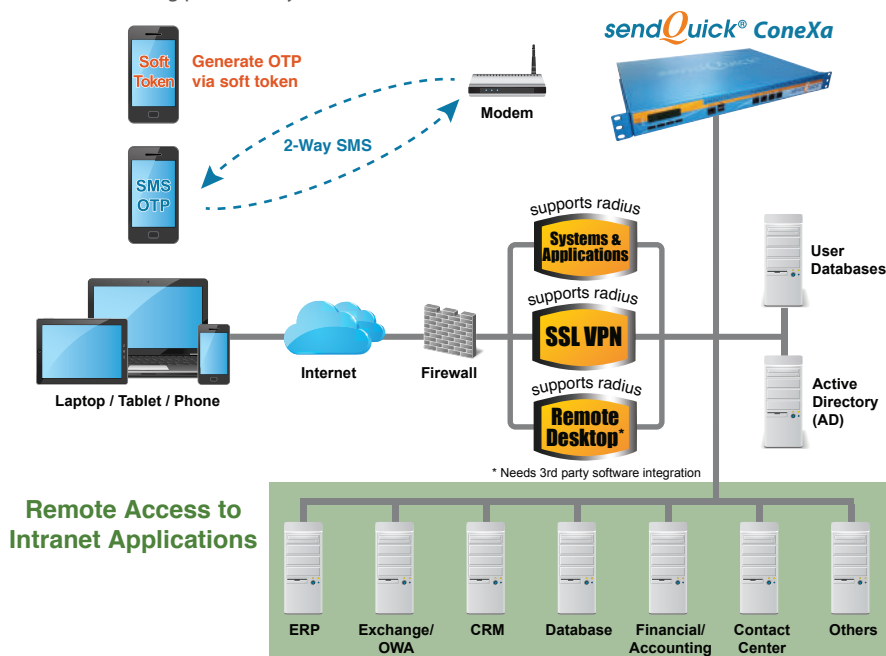 sendQuick® ConeXa
Soft
Token
Generate OTP
via soft token
Modem
2-Way SMS
SMS
OTP
supports radius
Systems &
Applications
User
Databases
supports radius
SSL VPN
Internet
Firewall
Laptop / Tablet / Phone
supports radius
Remote
Desktop*
Active
Directory
(AD)
* Needs 3rd party software integration
Remote Access to
Intranet Applications
ERP
Exchange/
OWA
CRM
Database
Financial/
Accounting
Contact
Center
Others